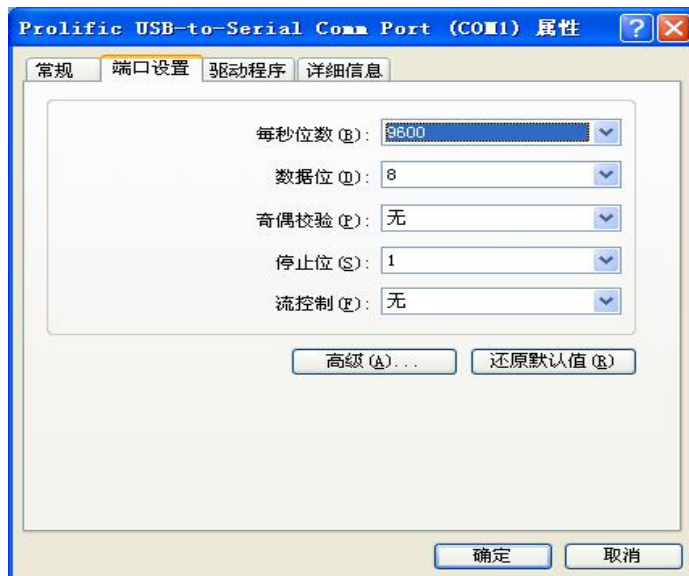 Prolific USB-to-Serial Comm Port (COM1) 属性
常规 端口设置 驱动程序 详细信息
每秒位数(B): 9600
数据位(D): 8
奇偶校验(P): 无
停止位(S): 1
流控制(F): 无
高级(A)... 还原默认值(R)
确定 取消